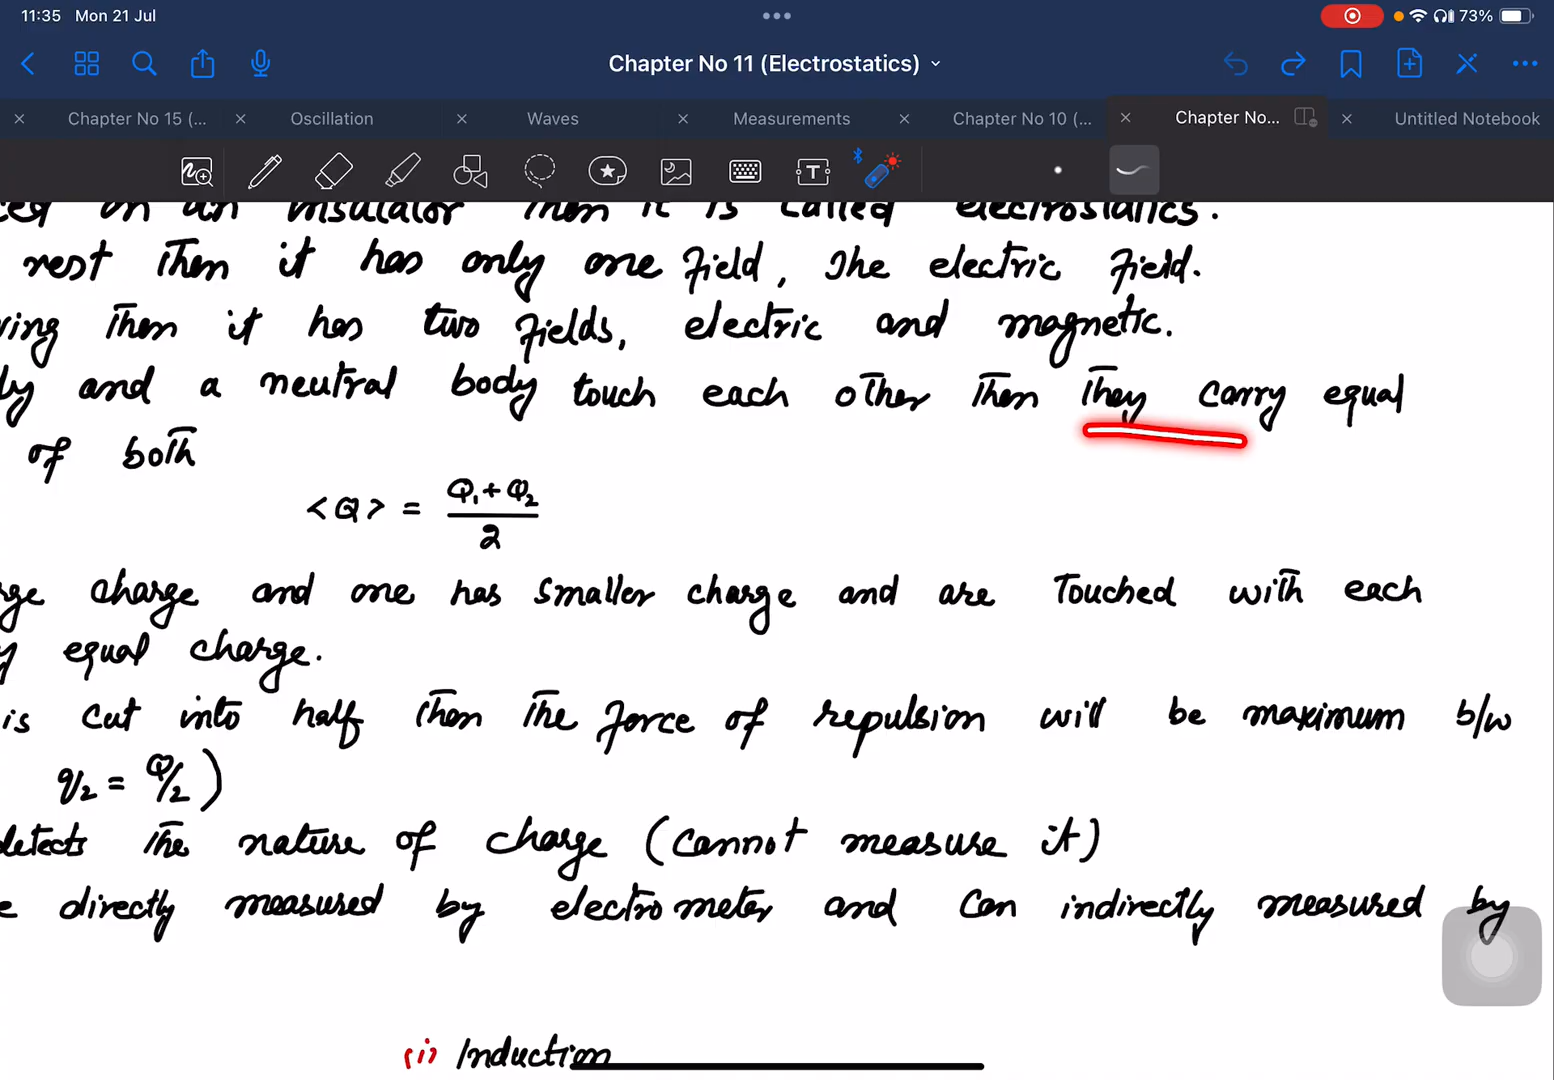 11:35 Mon 21 Jul
73%
Chapter No 11 (Electrostatics)
Chapter No 15 (...
Oscillation
Waves
Measurements
Chapter No 10 (...
Chapter No...
Untitled Notebook
on an insulator Then it is called electrostatics.
rest Then it has only one field, The electric field.
ving Then it has two fields, electric and magnetic.
dy and a neutral body touch each other Then They carry equal
of both
<Q> = Q₁+Q₂/2
ge charge and one has smaller charge and are Touched with each
y equal charge.
is cut into half Then The force of repulsion will be maximum b/w
q₂ = Q/2)
detects The nature of charge (Cannot measure it)
e directly measured by electrometer and Can indirectly measured by
(i) Induction